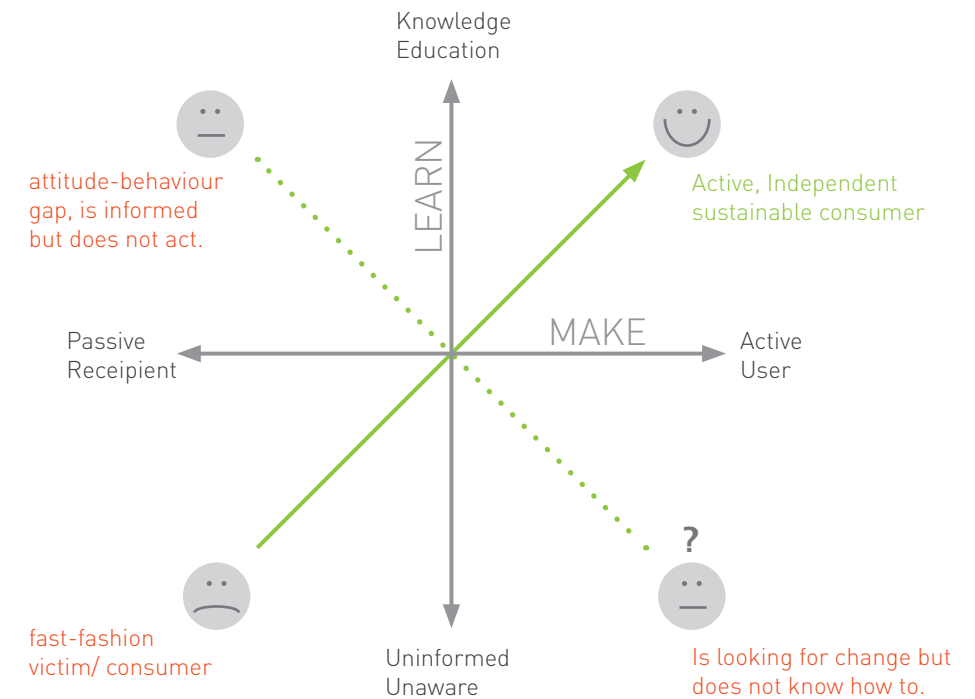 Knowledge
Education
attitude-behaviour
gap, is informed
but does not act.
LEARN
Active, Independent
sustainable consumer
Passive
Receipient
MAKE
Active
User
?
fast-fashion
victim/ consumer
Uninformed
Unaware
Is looking for change but
does not know how to.